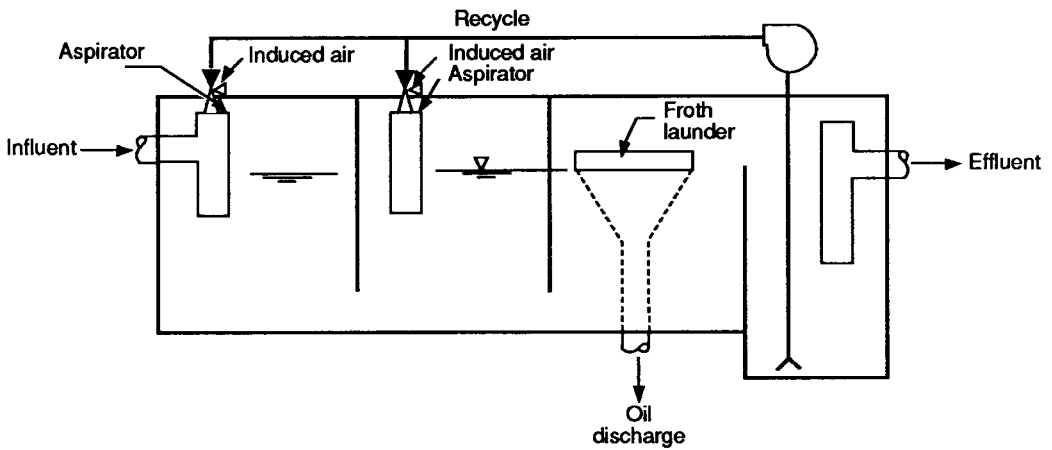 Recycle
Aspirator
Induced air
Induced air
Aspirator
Froth
launder
Influent
Effluent
Oil
discharge